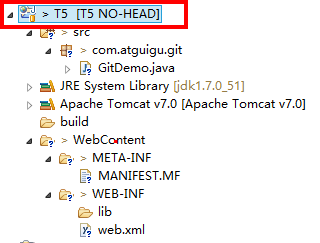 > T5 [T5 NO-HEAD]
> src
> com.atguigu.git
GitDemo.java
JRE System Library [jdk1.7.0_51]
Apache Tomcat v7.0 [Apache Tomcat v7.0]
build
> WebContent
> META-INF
MANIFEST.MF
> WEB-INF
lib
web.xml